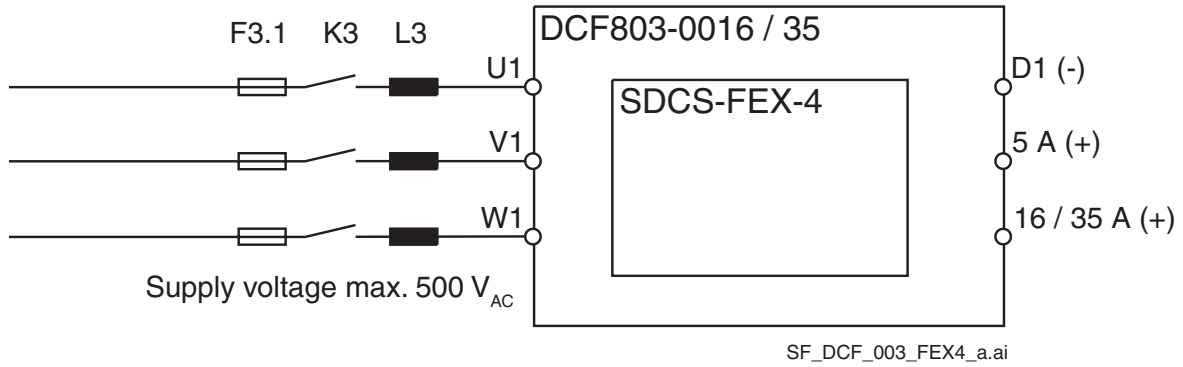 F3.1 K3 L3
DCF803-0016 / 35
U1
D1 (-)
SDCS-FEX-4
V1
5 A (+)
W1
16 / 35 A (+)
Supply voltage max. 500 VAC
SF_DCF_003_FEX4_a.ai